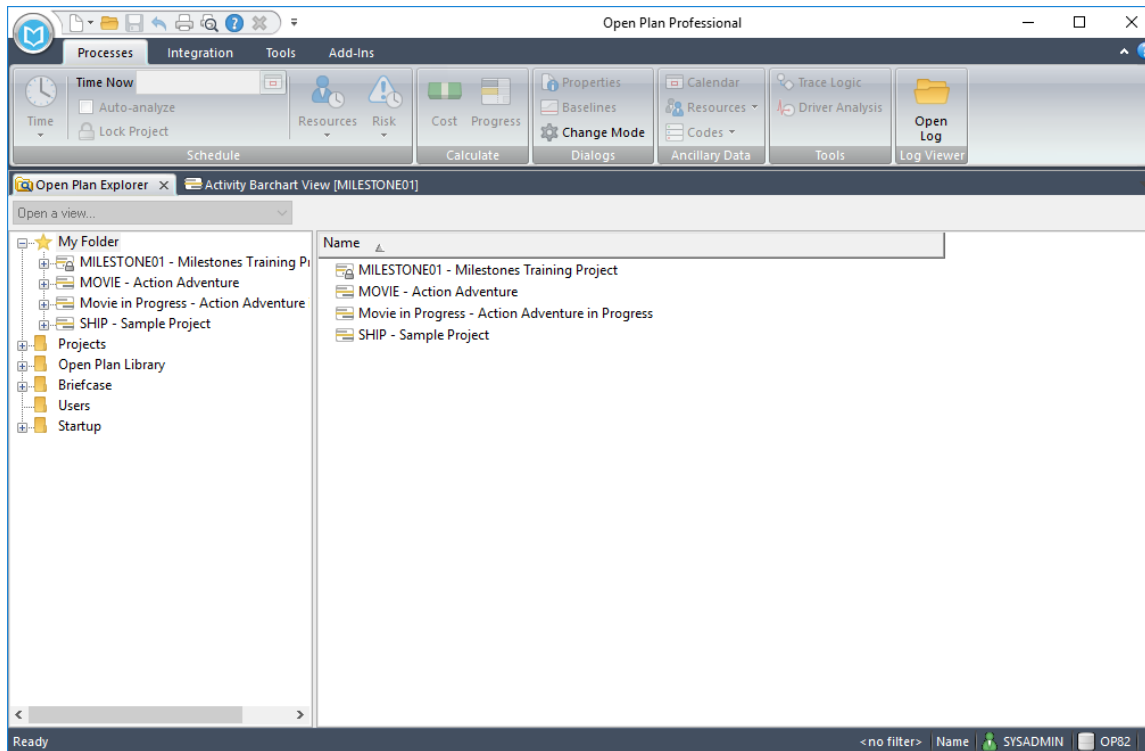 Open Plan Professional
Processes Integration Tools Add-Ins
Time Now
Auto-analyze
Lock Project
Time
Resources Risk
Schedule
Cost Progress
Calculate
Properties
Baselines
Change Mode
Dialogs
Calendar
Resources
Codes
Ancillary Data
Trace Logic
Driver Analysis
Tools
Open Log
Log Viewer
Open Plan Explorer Activity Barchart View [MILESTONE01]
Open a view...
My Folder
MILESTONE01 - Milestones Training Pr
MOVIE - Action Adventure
Movie in Progress - Action Adventure
SHIP - Sample Project
Projects
Open Plan Library
Briefcase
Users
Startup
Name
MILESTONE01 - Milestones Training Project
MOVIE - Action Adventure
Movie in Progress - Action Adventure in Progress
SHIP - Sample Project
Ready <no filter> Name SYSADMIN OP82